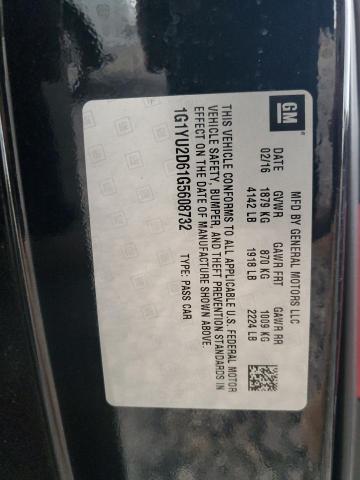 GM
MFD BY GENERAL MOTORS LLC
DATE GVWR GAWR FRT GAWR RR
02/16 1879 KG 870 KG 1009 KG
4142 LB 1918 LB 2224 LB
THIS VEHICLE CONFORMS TO ALL APPLICABLE U.S. FEDERAL MOTOR
VEHICLE SAFETY, BUMPER, AND THEFT PREVENTION STANDARDS IN
EFFECT ON THE DATE OF MANUFACTURE SHOWN ABOVE.
1G1YU2D61G5608732 TYPE: PASS CAR